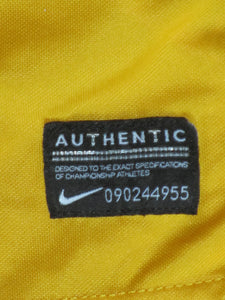 AUTHENTIC
DESIGNED TO THE EXACT SPECIFICATIONS
OF CHAMPIONSHIP ATHLETES
090244955